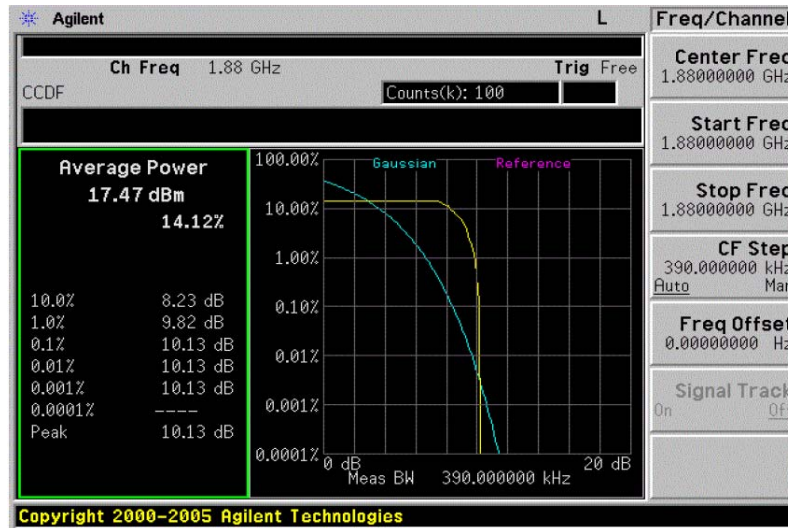 Agilent L Freq/Channel
Ch Freq 1.88 GHz Trig Free
CCDF Counts(k): 100
Center Freq
1.88000000 GHz
Start Freq
1.88000000 GHz
Stop Freq
1.88000000 GHz
CF Step
390.000000 kHz
Auto Man
Freq Offset
0.00000000 Hz
Signal Track
On Off
Average Power
17.47 dBm
14.12%
10.0% 8.23 dB
1.0% 9.82 dB
0.1% 10.13 dB
0.01% 10.13 dB
0.001% 10.13 dB
0.0001% ----
Peak 10.13 dB
Gaussian Reference
100.00%
10.00%
1.00%
0.10%
0.01%
0.001%
0.0001%
0 dB 20 dB
Meas BW 390.000000 kHz
Copyright 2000-2005 Agilent Technologies